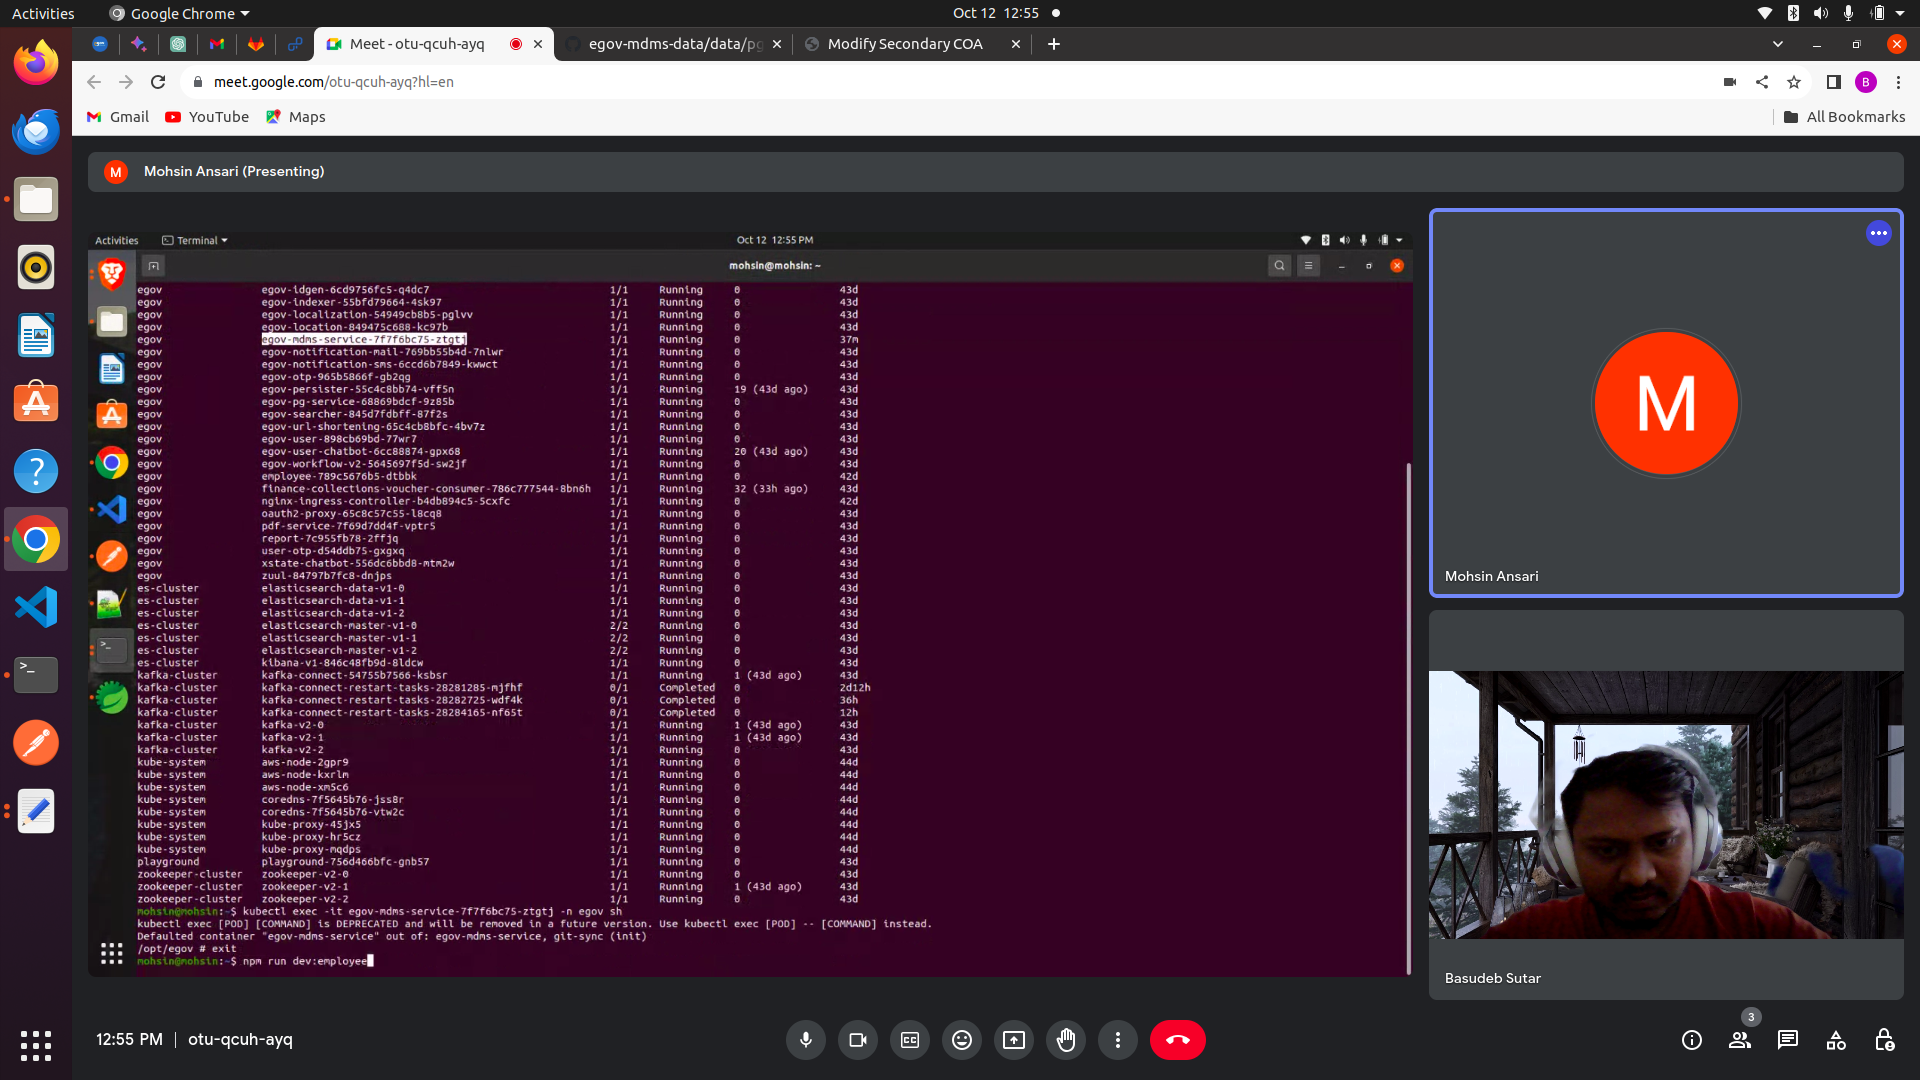 Activities Google Chrome Oct 12 12:55
Meet - otu-qcuh-ayq egov-mdms-data/data/pg Modify Secondary COA
meet.google.com/otu-qcuh-ayq?hl=en B
Gmail YouTube Maps All Bookmarks
M Mohsin Ansari (Presenting)
Activities Terminal Oct 12 12:55 PM
mohsin@mohsin: ~
egov egov-idgen-6cd9756fc5-q4dc7 1/1 Running 0 43d
egov egov-indexer-55bfd79664-4sk97 1/1 Running 0 43d
egov egov-localization-54949cb8b5-pglvv 1/1 Running 0 43d
egov egov-location-849475c688-kc97b 1/1 Running 0 43d
egov egov-mdms-service-7f7f6bc75-ztgtj 1/1 Running 0 37m
egov egov-notification-mail-769bb55b4d-7nlwr 1/1 Running 0 43d
egov egov-notification-sms-6ccd6b7849-kwwct 1/1 Running 0 43d
egov egov-otp-965b5866f-gb2qg 1/1 Running 0 43d
egov egov-persister-55c4c8bb74-vff5n 1/1 Running 19 (43d ago) 43d
egov egov-pg-service-68869bdcf-9z85b 1/1 Running 0 43d
egov egov-searcher-845d7fdbff-87f2s 1/1 Running 0 43d
egov egov-url-shortening-65c4cb8bfc-4bv7z 1/1 Running 0 43d
egov egov-user-898cb69bd-77wr7 1/1 Running 0 43d
egov egov-user-chatbot-6cc88874-gpx68 1/1 Running 20 (43d ago) 43d
egov egov-workflow-v2-5645697f5d-sw2jf 1/1 Running 0 43d
egov employee-789c5676b5-dtbbk 1/1 Running 0 42d
egov finance-collections-voucher-consumer-786c777544-8bn6h 1/1 Running 32 (33h ago) 43d
egov nginx-ingress-controller-b4db894c5-5cxfc 1/1 Running 0 42d
egov oauth2-proxy-65c8c57c55-l8cq8 1/1 Running 0 43d
egov pdf-service-7f69d7dd4f-vptr5 1/1 Running 0 43d
egov report-7c955fb78-2ffjq 1/1 Running 0 43d
egov user-otp-d54ddb75-gxgxq 1/1 Running 0 43d
egov xstate-chatbot-556dc6bbd8-mtm2w 1/1 Running 0 43d
egov zuul-84797b7fc8-dnjps 1/1 Running 0 43d
es-cluster elasticsearch-data-v1-0 1/1 Running 0 43d
es-cluster elasticsearch-data-v1-1 1/1 Running 0 43d
es-cluster elasticsearch-data-v1-2 1/1 Running 0 43d
es-cluster elasticsearch-master-v1-0 2/2 Running 0 43d
es-cluster elasticsearch-master-v1-1 2/2 Running 0 43d
es-cluster elasticsearch-master-v1-2 2/2 Running 0 43d
es-cluster kibana-v1-846c48fb9d-8ldcw 1/1 Running 0 43d
kafka-cluster kafka-connect-54755b7566-ksbsr 1/1 Running 1 (43d ago) 43d
kafka-cluster kafka-connect-restart-tasks-28281285-mjfhf 0/1 Completed 0 2d12h
kafka-cluster kafka-connect-restart-tasks-28282725-wdf4k 0/1 Completed 0 36h
kafka-cluster kafka-connect-restart-tasks-28284165-nf65t 0/1 Completed 0 12h
kafka-cluster kafka-v2-0 1/1 Running 1 (43d ago) 43d
kafka-cluster kafka-v2-1 1/1 Running 1 (43d ago) 43d
kafka-cluster kafka-v2-2 1/1 Running 0 43d
kube-system aws-node-2gpr9 1/1 Running 0 44d
kube-system aws-node-kxrlm 1/1 Running 0 44d
kube-system aws-node-xm5c6 1/1 Running 0 44d
kube-system coredns-7f5645b76-jss8r 1/1 Running 0 44d
kube-system coredns-7f5645b76-vtw2c 1/1 Running 0 44d
kube-system kube-proxy-45jx5 1/1 Running 0 44d
kube-system kube-proxy-hr5cz 1/1 Running 0 44d
kube-system kube-proxy-mqdps 1/1 Running 0 44d
playground playground-756d466bfc-gnb57 1/1 Running 0 43d
zookeeper-cluster zookeeper-v2-0 1/1 Running 0 43d
zookeeper-cluster zookeeper-v2-1 1/1 Running 1 (43d ago) 43d
zookeeper-cluster zookeeper-v2-2 1/1 Running 0 43d
mohsin@mohsin:~$ kubectl exec -it egov-mdms-service-7f7f6bc75-ztgtj -n egov sh
kubectl exec [POD] [COMMAND] is DEPRECATED and will be removed in a future version. Use kubectl exec [POD] -- [COMMAND] instead.
Defaulted container "egov-mdms-service" out of: egov-mdms-service, git-sync (init)
/opt/egov # exit
mohsin@mohsin:~$ npm run dev:employee
M
Mohsin Ansari
Basudeb Sutar
12:55 PM | otu-qcuh-ayq
3